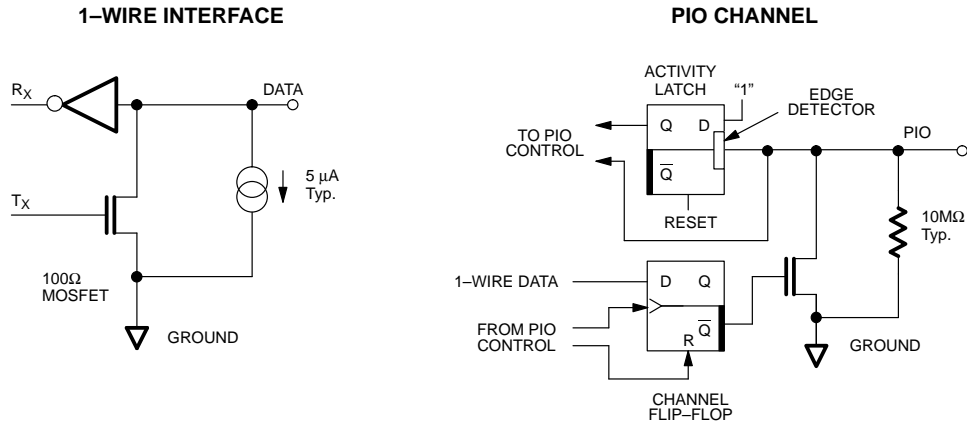 1–WIRE INTERFACE
RX
DATA
5 µA
Typ.
TX
100Ω
MOSFET
GROUND
PIO CHANNEL
ACTIVITY
LATCH
"1"
EDGE
DETECTOR
Q D
TO PIO
CONTROL
PIO
Q̅
RESET
10MΩ
Typ.
1–WIRE DATA
D Q
FROM PIO
CONTROL
Q̅
R
GROUND
CHANNEL
FLIP–FLOP